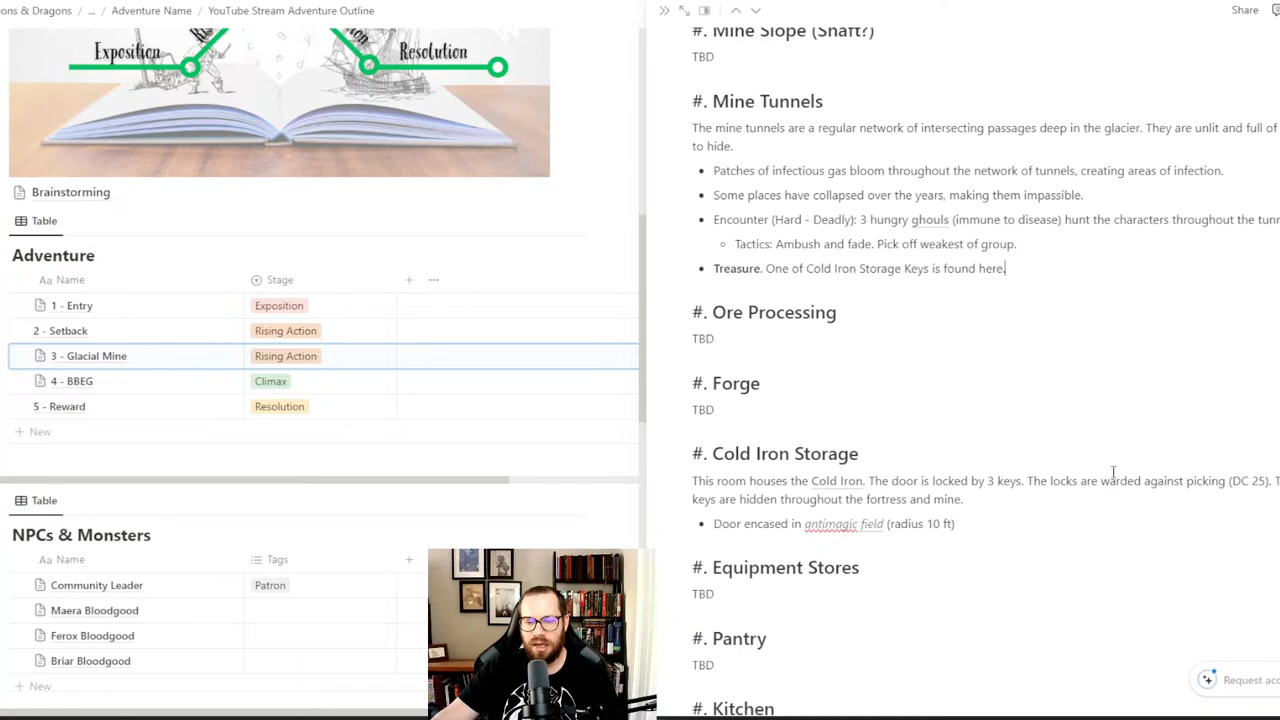 ons & Dragons / ... / Adventure Name / YouTube Stream Adventure Outline
Exposition
Resolution
Brainstorming
Table
Adventure
Aa Name
Stage
1 - Entry
Exposition
2 - Setback
Rising Action
3 - Glacial Mine
Rising Action
4 - BBEG
Climax
5 - Reward
Resolution
+ New
Table
NPCs & Monsters
Aa Name
Tags
Community Leader
Patron
Maera Bloodgood
Ferox Bloodgood
Briar Bloodgood
+ New
Share
#. Mine Slope (Shaft?)
TBD
#. Mine Tunnels
The mine tunnels are a regular network of intersecting passages deep in the glacier. They are unlit and full of
to hide.
• Patches of infectious gas bloom throughout the network of tunnels, creating areas of infection.
• Some places have collapsed over the years, making them impassible.
• Encounter (Hard - Deadly): 3 hungry ghouls (immune to disease) hunt the characters throughout the tunn
◦ Tactics: Ambush and fade. Pick off weakest of group.
• Treasure. One of Cold Iron Storage Keys is found here.
#. Ore Processing
TBD
#. Forge
TBD
#. Cold Iron Storage
This room houses the Cold Iron. The door is locked by 3 keys. The locks are warded against picking (DC 25). T
keys are hidden throughout the fortress and mine.
• Door encased in antimagic field (radius 10 ft)
#. Equipment Stores
TBD
#. Pantry
TBD
#. Kitchen
Request acc